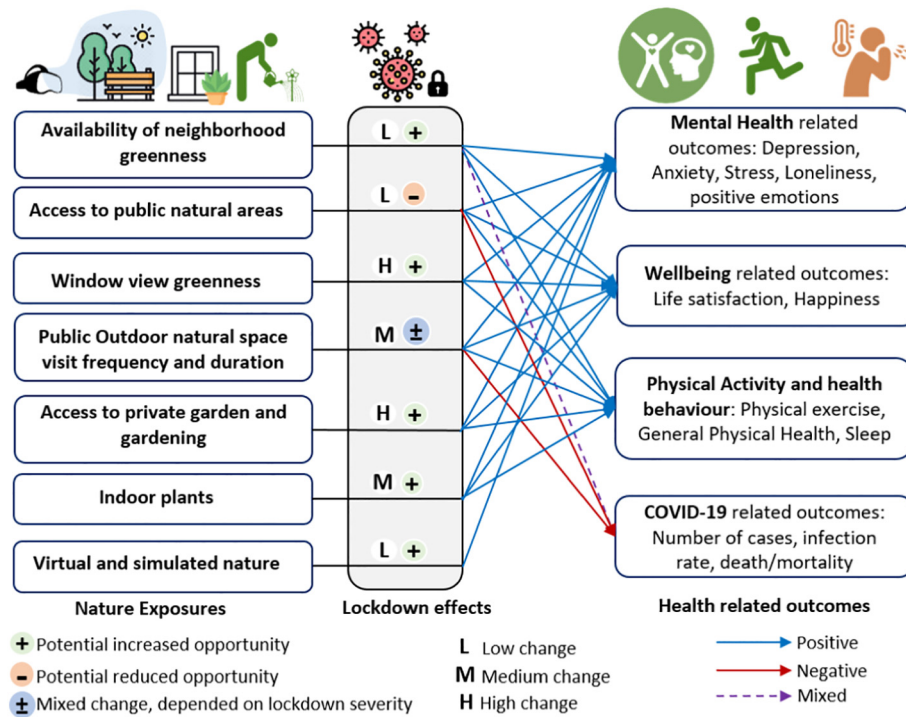 Availability of neighborhood
greenness
L +
Mental Health related
outcomes: Depression,
Anxiety, Stress, Loneliness,
positive emotions
Access to public natural areas
L -
Window view greenness
H +
Wellbeing related outcomes:
Life satisfaction, Happiness
Public Outdoor natural space
visit frequency and duration
M ±
Physical Activity and health
behaviour: Physical exercise,
General Physical Health, Sleep
Access to private garden and
gardening
H +
Indoor plants
M +
COVID-19 related outcomes:
Number of cases, infection
rate, death/mortality
Virtual and simulated nature
L +
Nature Exposures
Lockdown effects
Health related outcomes
+ Potential increased opportunity
- Potential reduced opportunity
± Mixed change, depended on lockdown severity
L Low change
M Medium change
H High change
Positive
Negative
Mixed